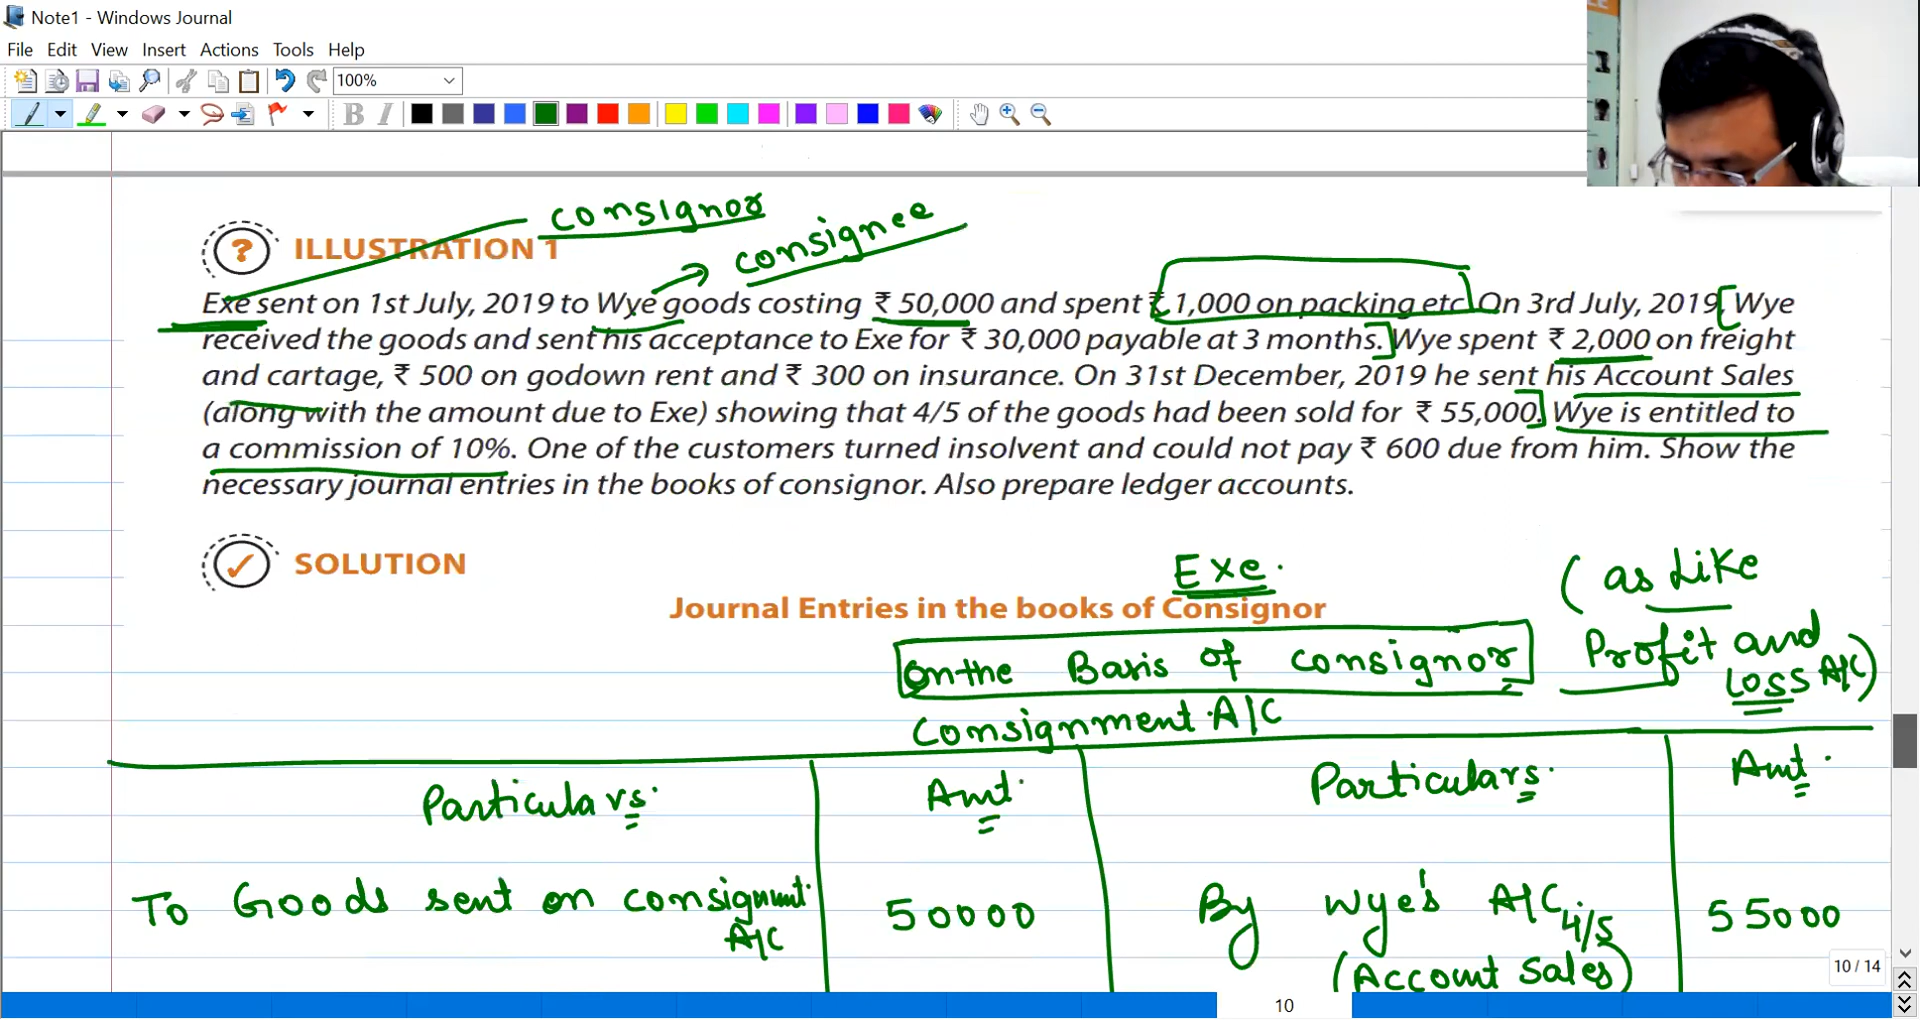 Note1 - Windows Journal
File Edit View Insert Actions Tools Help
100%
B I
consignor
consignee
? ILLUSTRATION 1
Exe sent on 1st July, 2019 to Wye goods costing ₹ 50,000 and spent ₹ 1,000 on packing etc. On 3rd July, 2019, Wye
received the goods and sent his acceptance to Exe for ₹ 30,000 payable at 3 months. Wye spent ₹ 2,000 on freight
and cartage, ₹ 500 on godown rent and ₹ 300 on insurance. On 31st December, 2019 he sent his Account Sales
(along with the amount due to Exe) showing that 4/5 of the goods had been sold for ₹ 55,000. Wye is entitled to
a commission of 10%. One of the customers turned insolvent and could not pay ₹ 600 due from him. Show the
necessary journal entries in the books of consignor. Also prepare ledger accounts.
SOLUTION
Exe.
Journal Entries in the books of Consignor
(as Like
Profit and
Loss A/C)
on the Basis of consignor
Consignment A/C
Particulars Amt. Particulars Amt.
To Goods sent on consignment A/C 50000 By Wye's A/C 4/5 55000
(Account Sales)
10 / 14
10